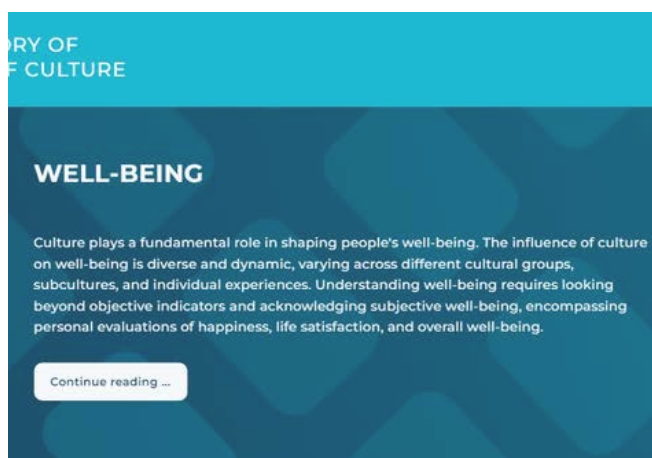 ORY OF
F CULTURE
WELL-BEING
Culture plays a fundamental role in shaping people's well-being. The influence of culture
on well-being is diverse and dynamic, varying across different cultural groups,
subcultures, and individual experiences. Understanding well-being requires looking
beyond objective indicators and acknowledging subjective well-being, encompassing
personal evaluations of happiness, life satisfaction, and overall well-being.
Continue reading ...